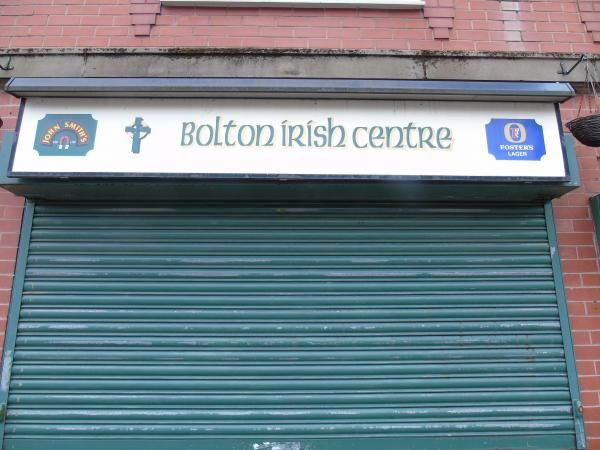 JOHN SMITH'S
Bolton irish centre
F
FOSTER'S
LAGER